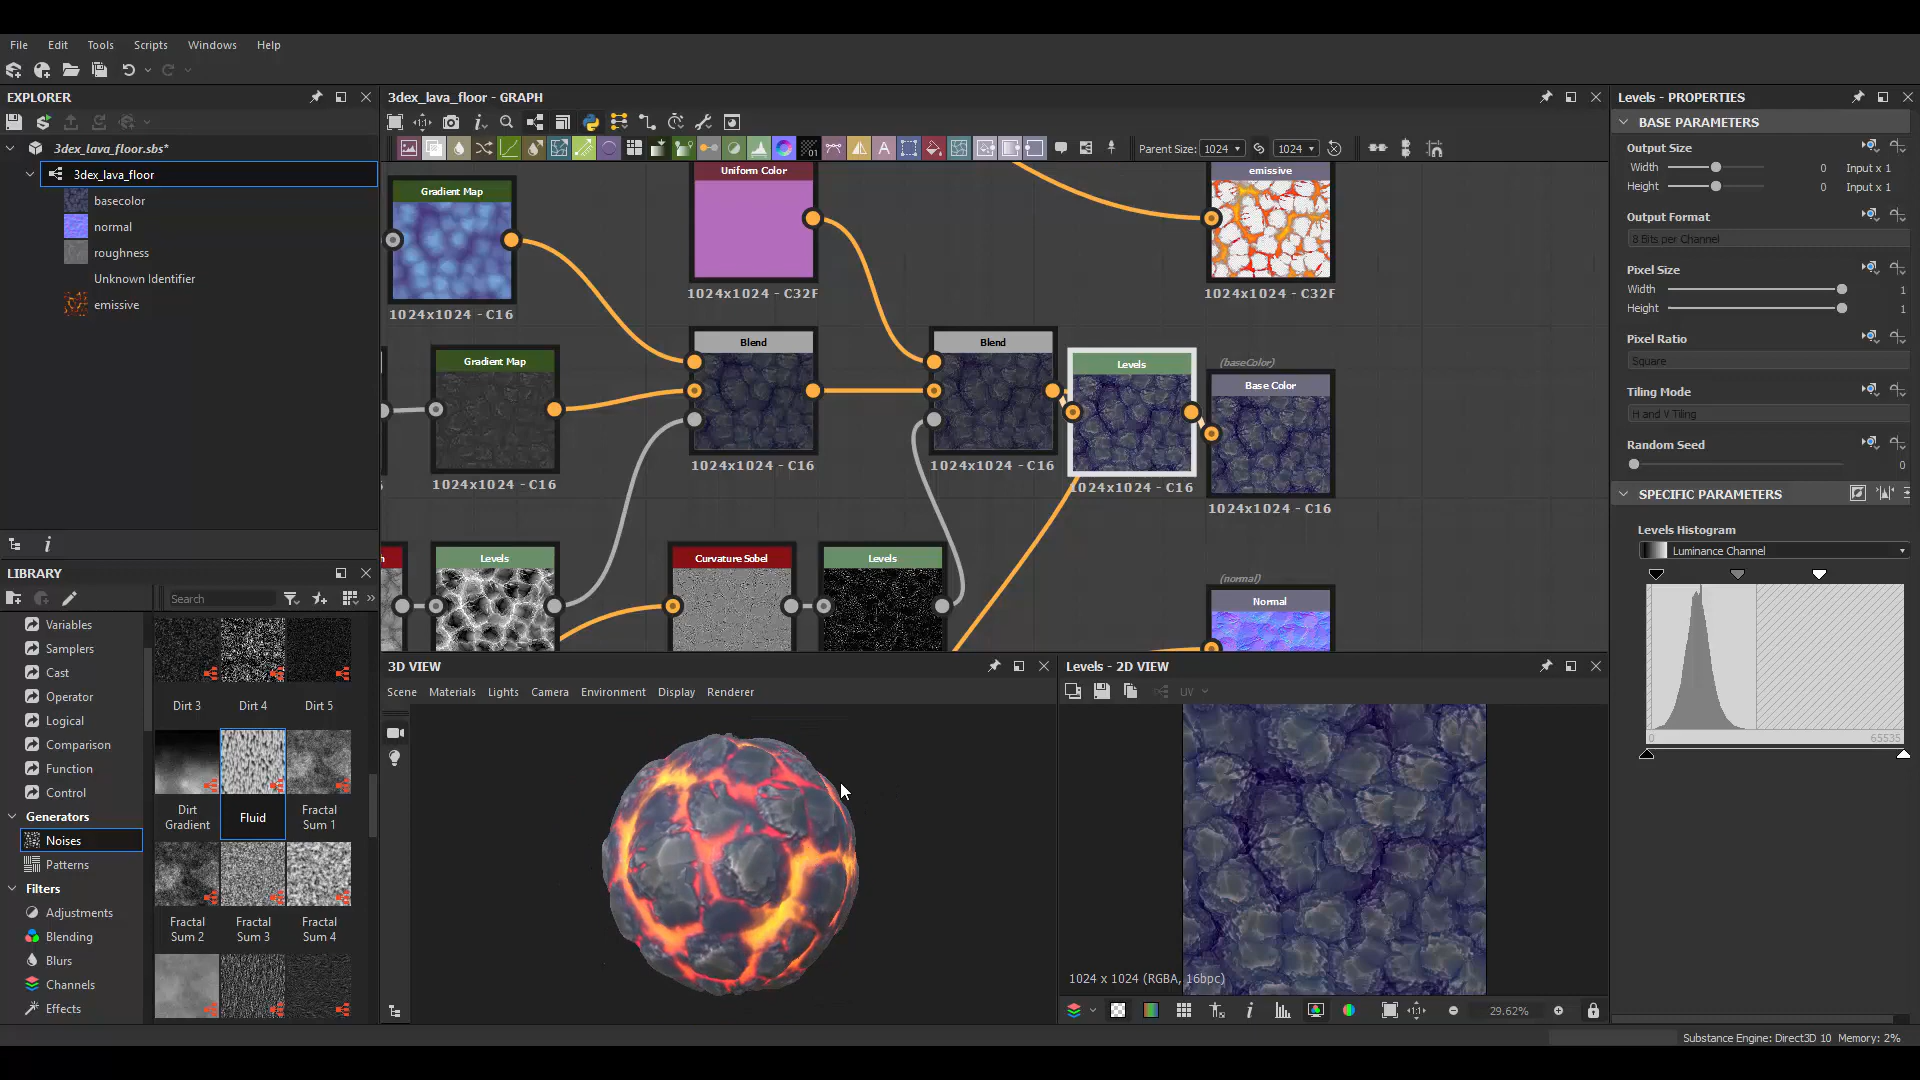 File Edit Tools Scripts Windows Help
EXPLORER
3dex_lava_floor.sbs*
3dex_lava_floor
basecolor
normal
roughness
Unknown Identifier
emissive
LIBRARY
Search
Variables
Samplers
Cast
Operator
Logical
Comparison
Function
Control
Generators
Noises
Patterns
Filters
Adjustments
Blending
Blurs
Channels
Effects
Dirt 3 Dirt 4 Dirt 5
Dirt Gradient
Fluid
Fractal Sum 1
Fractal Sum 2
Fractal Sum 3
Fractal Sum 4
3dex_lava_floor - GRAPH
Parent Size: 1024 1024
Gradient Map
1024x1024 - C16
Uniform Color
1024x1024 - C32F
emissive
1024x1024 - C32F
Gradient Map
1024x1024 - C16
Blend
1024x1024 - C16
Blend
1024x1024 - C16
Levels
1024x1024 - C16
(baseColor)
Base Color
1024x1024 - C16
Levels
Curvature Sobel
Levels
(normal)
Normal
3D VIEW
Scene Materials Lights Camera Environment Display Renderer
Levels - 2D VIEW
UV
1024 x 1024 (RGBA, 16bpc)
29.62%
Levels - PROPERTIES
BASE PARAMETERS
Output Size
Width 0 Input x 1
Height 0 Input x 1
Output Format
8 Bits per Channel
Pixel Size
Width 1
Height 1
Pixel Ratio
Square
Tiling Mode
H and V Tiling
Random Seed
0
SPECIFIC PARAMETERS
Levels Histogram
Luminance Channel
0 65535
Substance Engine: Direct3D 10 Memory: 2%